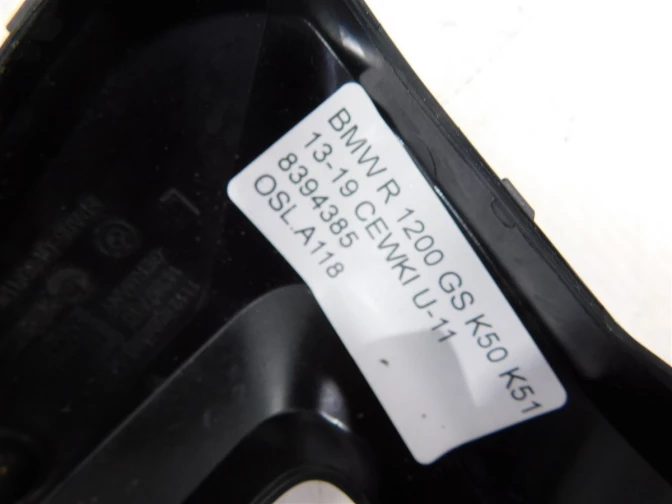 BMW R 1200 GS K50 K51
13-19 CEWKI U-11
8394385
OSL.A118
L